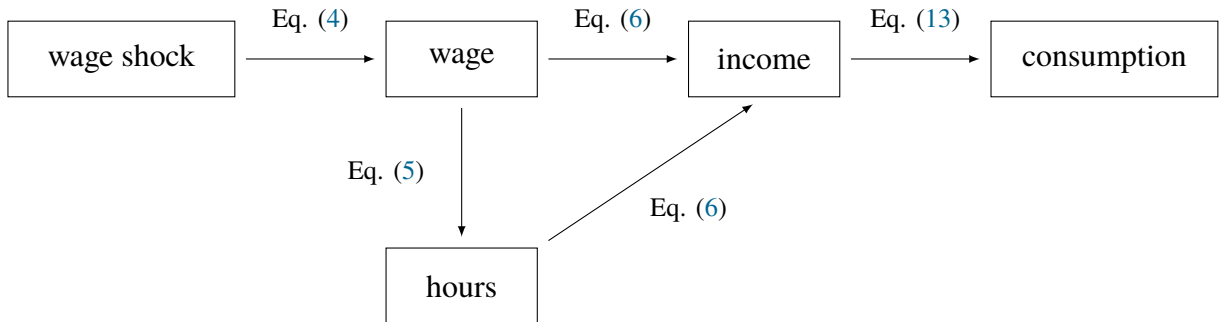 Eq. (4)
Eq. (6)
Eq. (13)
wage shock
wage
income
consumption
Eq. (5)
Eq. (6)
hours